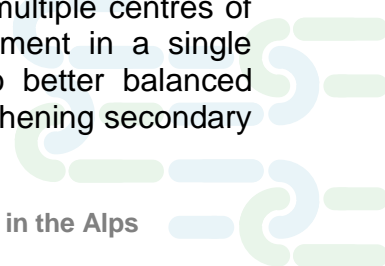 multiple centres of
ment in a single
better balanced
hening secondary
in the Alps